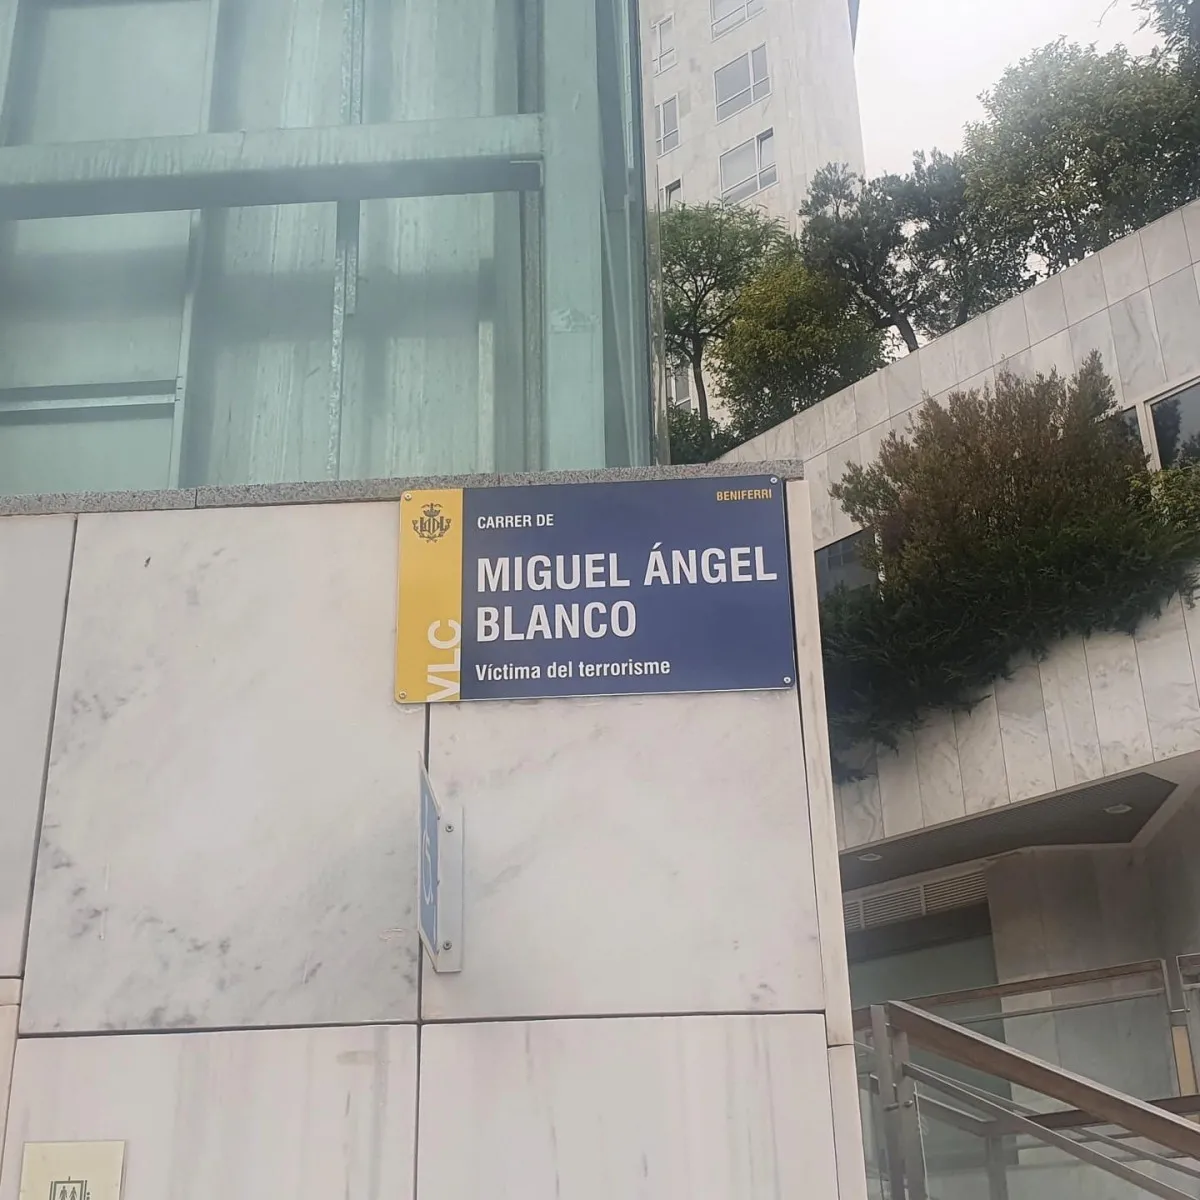 BENIFERRI
CARRER DE
MIGUEL ÁNGEL
BLANCO
Víctima del terrorisme
VLC